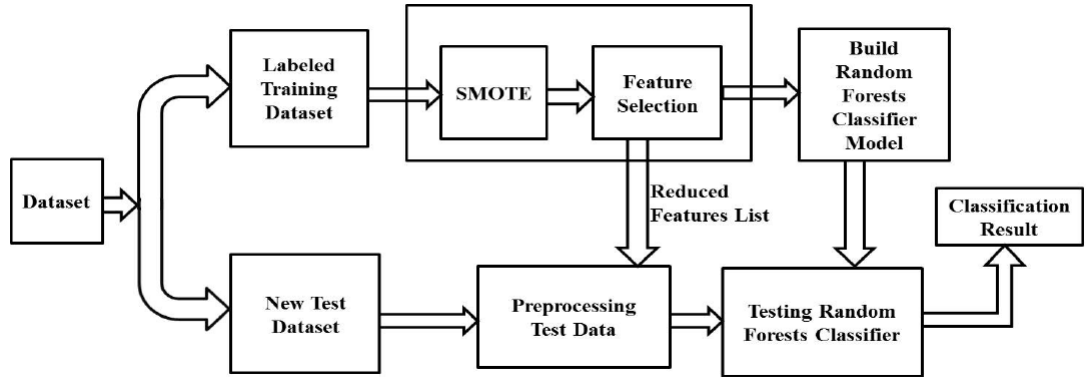 Dataset
Labeled
Training
Dataset
SMOTE
Feature
Selection
Build
Random
Forests
Classifier
Model
Reduced
Features List
Classification
Result
New Test
Dataset
Preprocessing
Test Data
Testing Random
Forests Classifier